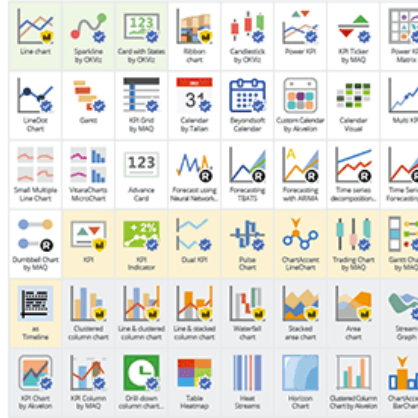 Line chart
Sparkline
by OKViz
Card with States
by OKViz
Ribbon
chart
Candlestick
by OKViz
Power KPI
KPI Ticker
by MAQ
Power KPI
Matrix
LineDot
Chart
Gantt
KPI Grid
by MAQ
31
Calendar
by Tallan
Beyondsoft
Calendar
Custom Calendar
by Akvelon
Calendar
Visual
Multi KPI
Small Multiple
Line Chart
VitaraCharts
MicroChart
123
Advance
Card
Forecast using
Neural Network...
Forecasting
TBATS
Forecasting
with ARIMA
Time series
decomposition...
Time Seri
Forecasting
Dumbbell Chart
by MAQ
KPI
+ 2%
KPI
Indicator
Dual KPI
Pulse
Chart
ChartAccent
LineChart
Trading Chart
by MAQ
Gantt Cha
by MAQ
as
Timeline
Clustered
column chart
Line & clustered
column chart
Line & stacked
column chart
Waterfall
chart
Stacked
area chart
Area
chart
Stream
Graph
KPI Chart
by Akvelon
KPI Column
by MAQ
Drill-down
column chart...
Table
Heatmap
Heat
Streams
Horizon
Chart
Clustered Column
Chart by Akvelon